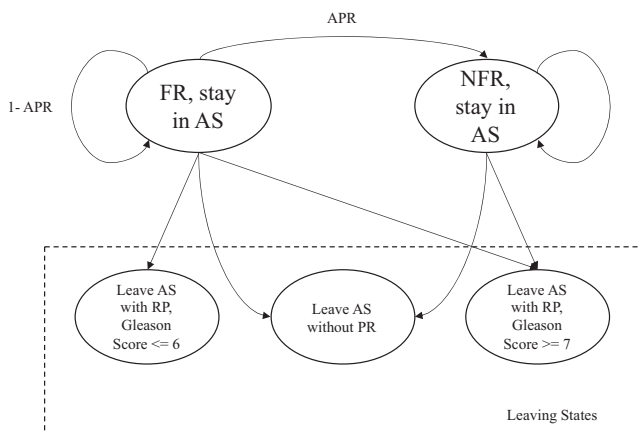 APR
1- APR
FR, stay
in AS
NFR,
stay in
AS
Leave AS
with RP,
Gleason
Score <= 6
Leave AS
without PR
Leave AS
with RP,
Gleason
Score >= 7
Leaving States